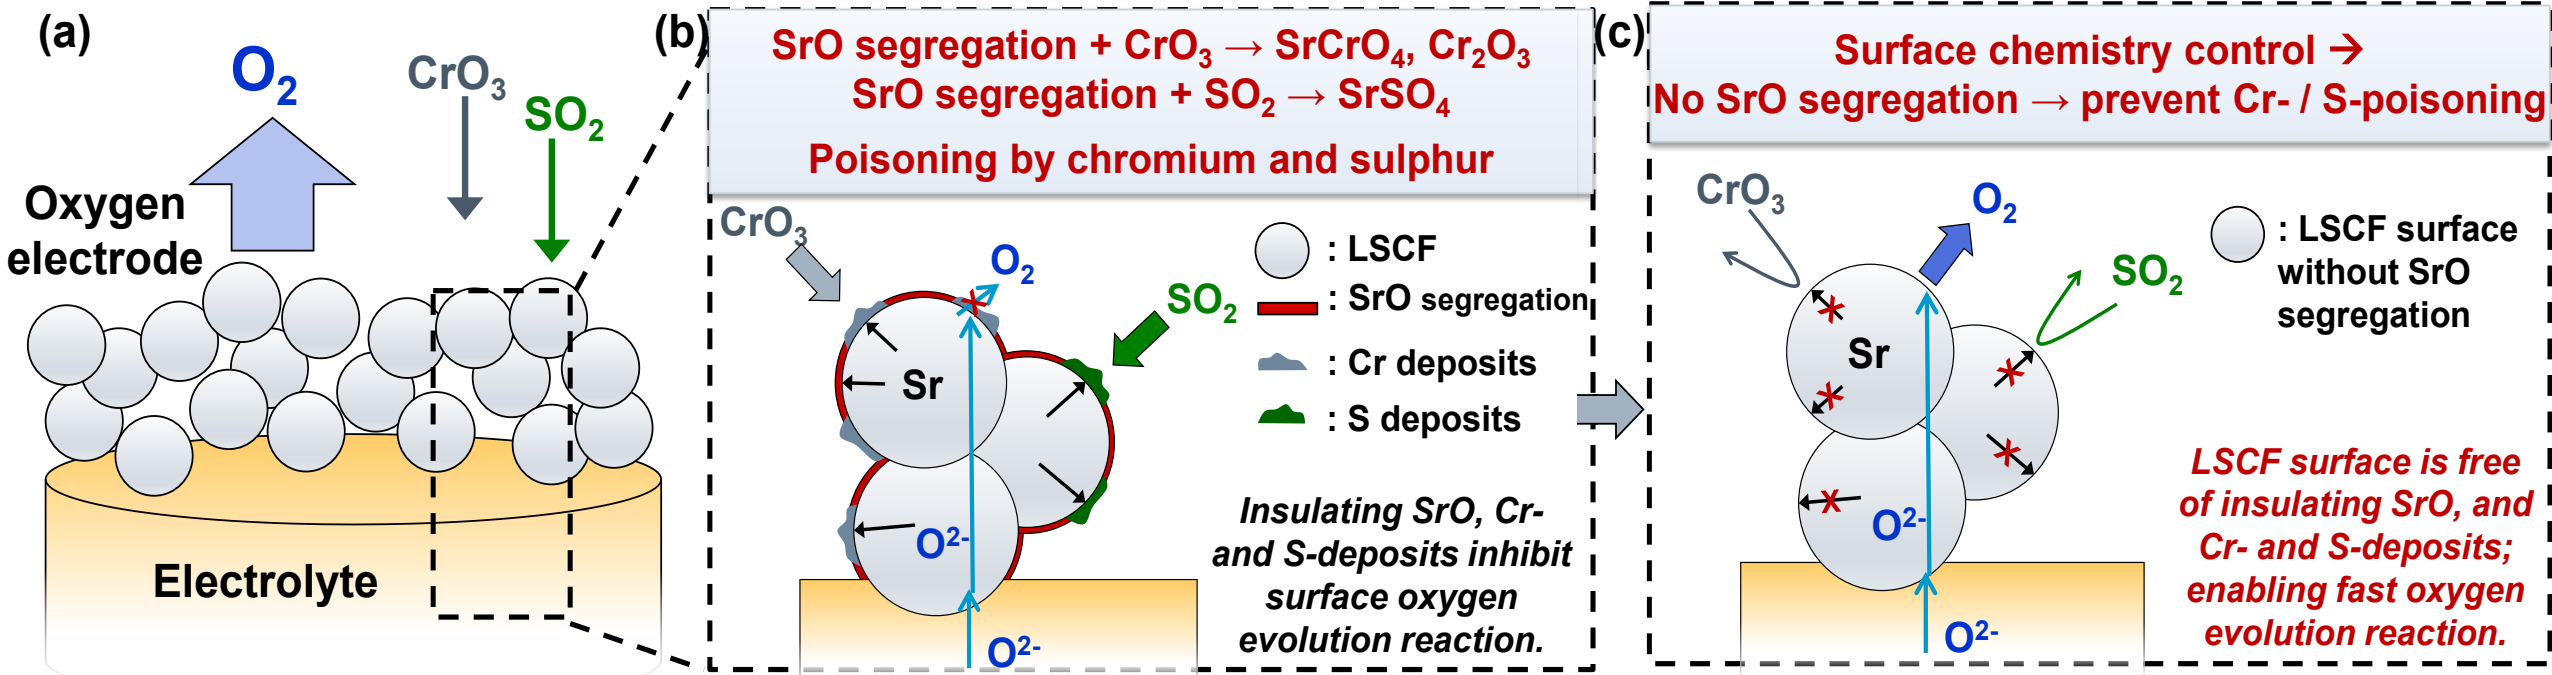 (a)
O₂
CrO₃
SO₂
Oxygen
electrode
Electrolyte
(b)
SrO segregation + CrO₃ → SrCrO₄, Cr₂O₃
SrO segregation + SO₂ → SrSO₄
Poisoning by chromium and sulphur
CrO₃
O₂
SO₂
Sr
O²⁻
O²⁻
: LSCF
: SrO segregation
: Cr deposits
: S deposits
Insulating SrO, Cr-
and S-deposits inhibit
surface oxygen
evolution reaction.
(c)
Surface chemistry control →
No SrO segregation → prevent Cr- / S-poisoning
CrO₃
O₂
SO₂
Sr
O²⁻
O²⁻
: LSCF surface
without SrO
segregation
LSCF surface is free
of insulating SrO, and
Cr- and S-deposits;
enabling fast oxygen
evolution reaction.